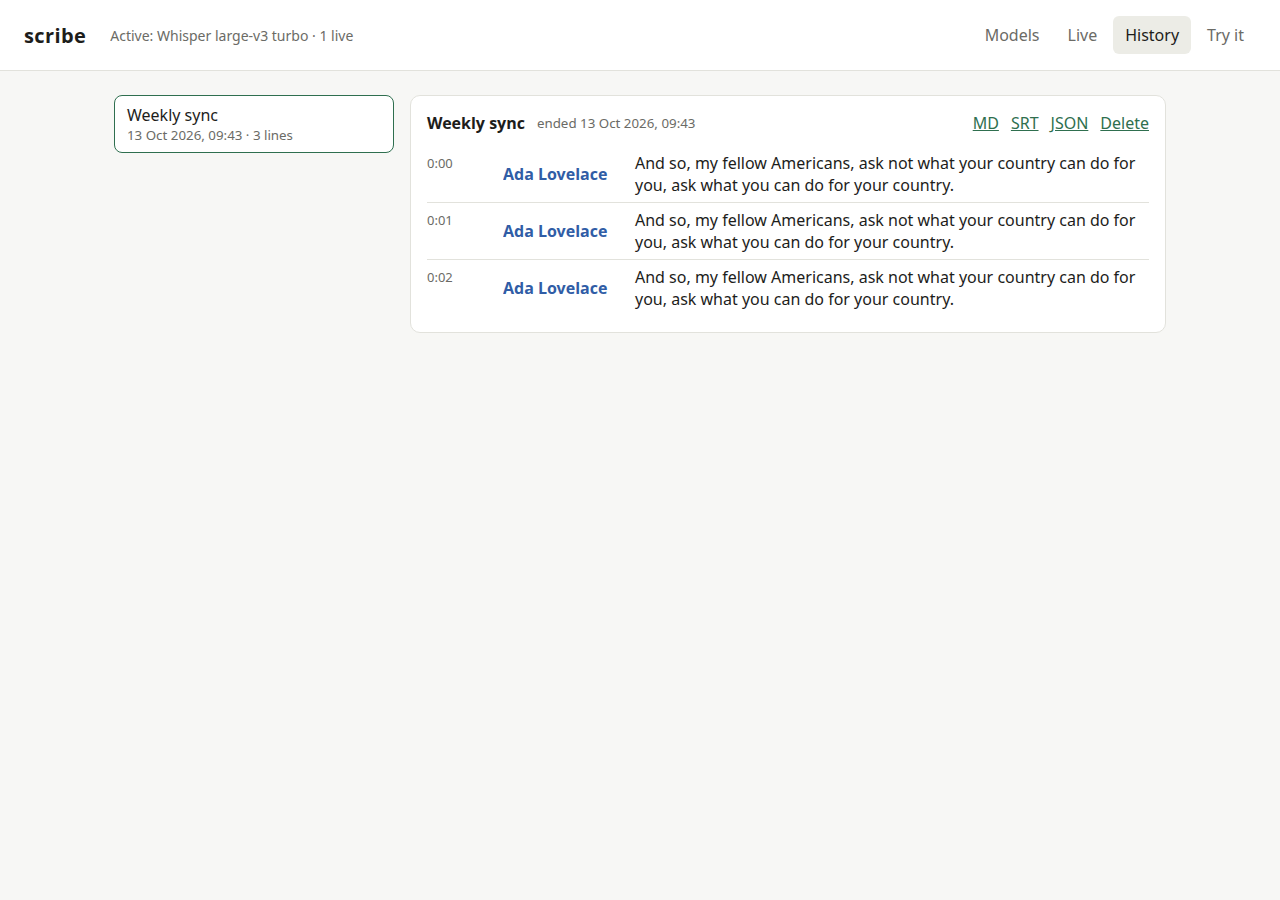 scribe
Active: Whisper large-v3 turbo · 1 live
Models
Live
History
Try it
Weekly sync
13 Oct 2026, 09:43 · 3 lines
Weekly sync
ended 13 Oct 2026, 09:43
MD
SRT
JSON
Delete
0:00
Ada Lovelace
And so, my fellow Americans, ask not what your country can do for
you, ask what you can do for your country.
0:01
Ada Lovelace
And so, my fellow Americans, ask not what your country can do for
you, ask what you can do for your country.
0:02
Ada Lovelace
And so, my fellow Americans, ask not what your country can do for
you, ask what you can do for your country.